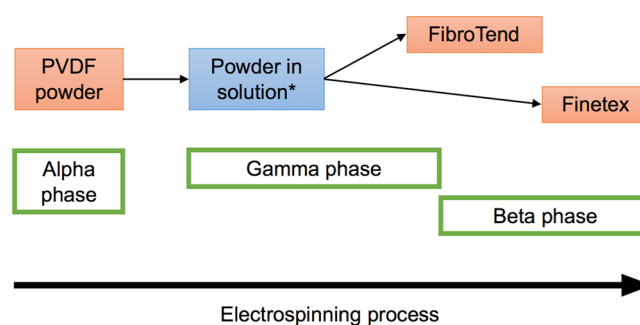 FibroTend
PVDF
powder
Powder in
solution*
Finetex
Alpha
phase
Gamma phase
Beta phase
Electrospinning process